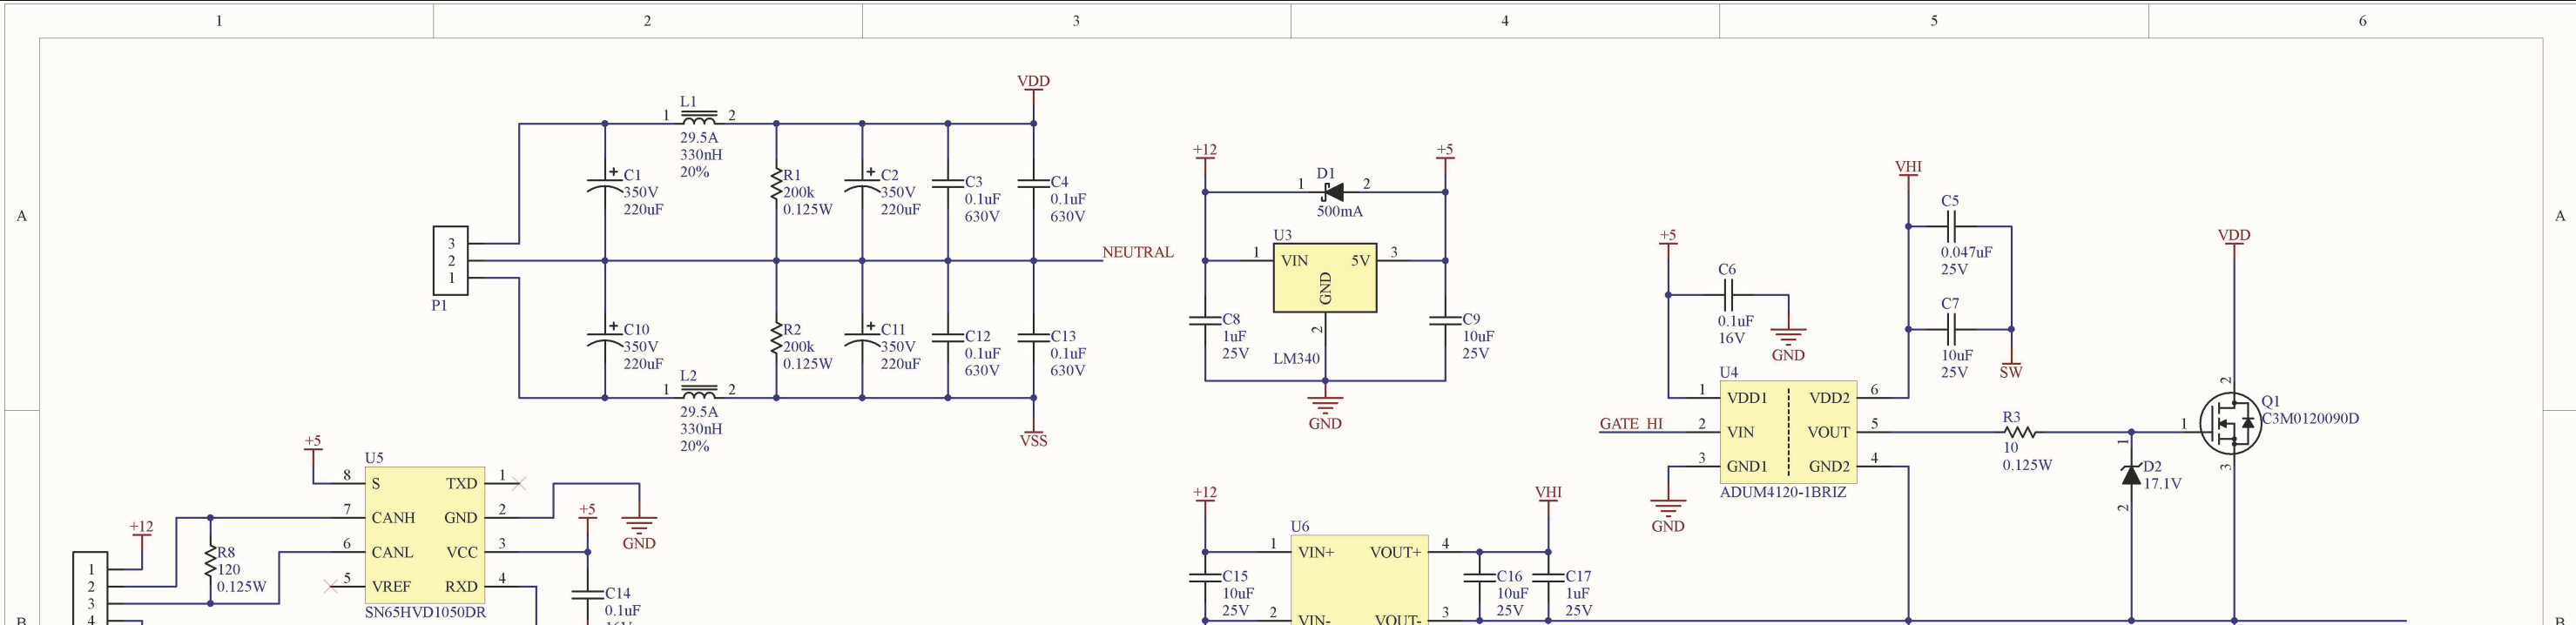 1 2 3 4 5 6
A A
VDD
L1
1 2
29.5A
330nH
20%
C1
350V
220uF
R1
200k
0.125W
C2
350V
220uF
C3
0.1uF
630V
C4
0.1uF
630V
3
2
1
P1
NEUTRAL
C10
350V
220uF
R2
200k
0.125W
C11
350V
220uF
C12
0.1uF
630V
C13
0.1uF
630V
L2
1 2
29.5A
330nH
20%
VSS
+12 +5
D1
1 2
500mA
U3
1 VIN 5V 3
GND
2
LM340
C8
1uF
25V
C9
10uF
25V
GND
VHI
C5
0.047uF
25V
+5
C6
0.1uF
16V
GND
C7
10uF
25V
SW
VDD
U4
1 VDD1 VDD2 6
GATE HI 2 VIN VOUT 5
3 GND1 GND2 4
ADUM4120-1BRIZ
GND
R3
10
0.125W
2
Q1
C3M0120090D
1
3
1
D2
17.1V
2
+5
U5
8 S TXD 1
7 CANH GND 2
6 CANL VCC 3
5 VREF RXD 4
SN65HVD1050DR
+12
1
2
3
4
R8
120
0.125W
GND
+5
C14
0.1uF
16V
+12 VHI
U6
1 VIN+ VOUT+ 4
2 VIN- VOUT- 3
C15
10uF
25V
C16
10uF
25V
C17
1uF
25V
B B